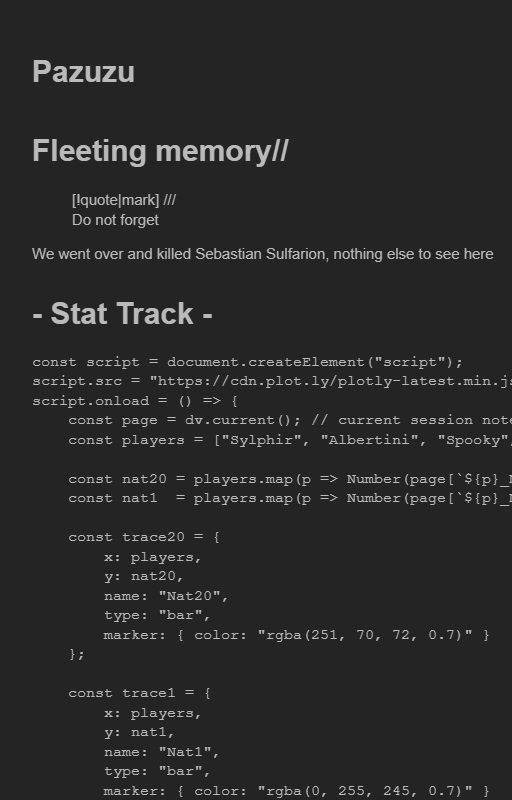 Pazuzu
Fleeting memory//
[!quote|mark] ///
Do not forget
We went over and killed Sebastian Sulfarion, nothing else to see here
- Stat Track -
const script = document.createElement("script");
script.src = "https://cdn.plot.ly/plotly-latest.min.js
script.onload = () => {
    const page = dv.current(); // current session note
    const players = ["Sylphir", "Albertini", "Spooky",
    const nat20 = players.map(p => Number(page[`${p}_N
    const nat1  = players.map(p => Number(page[`${p}_N
    const trace20 = {
        x: players,
        y: nat20,
        name: "Nat20",
        type: "bar",
        marker: { color: "rgba(251, 70, 72, 0.7)" }
    };
    const trace1 = {
        x: players,
        y: nat1,
        name: "Nat1",
        type: "bar",
        marker: { color: "rgba(0, 255, 245, 0.7)" }